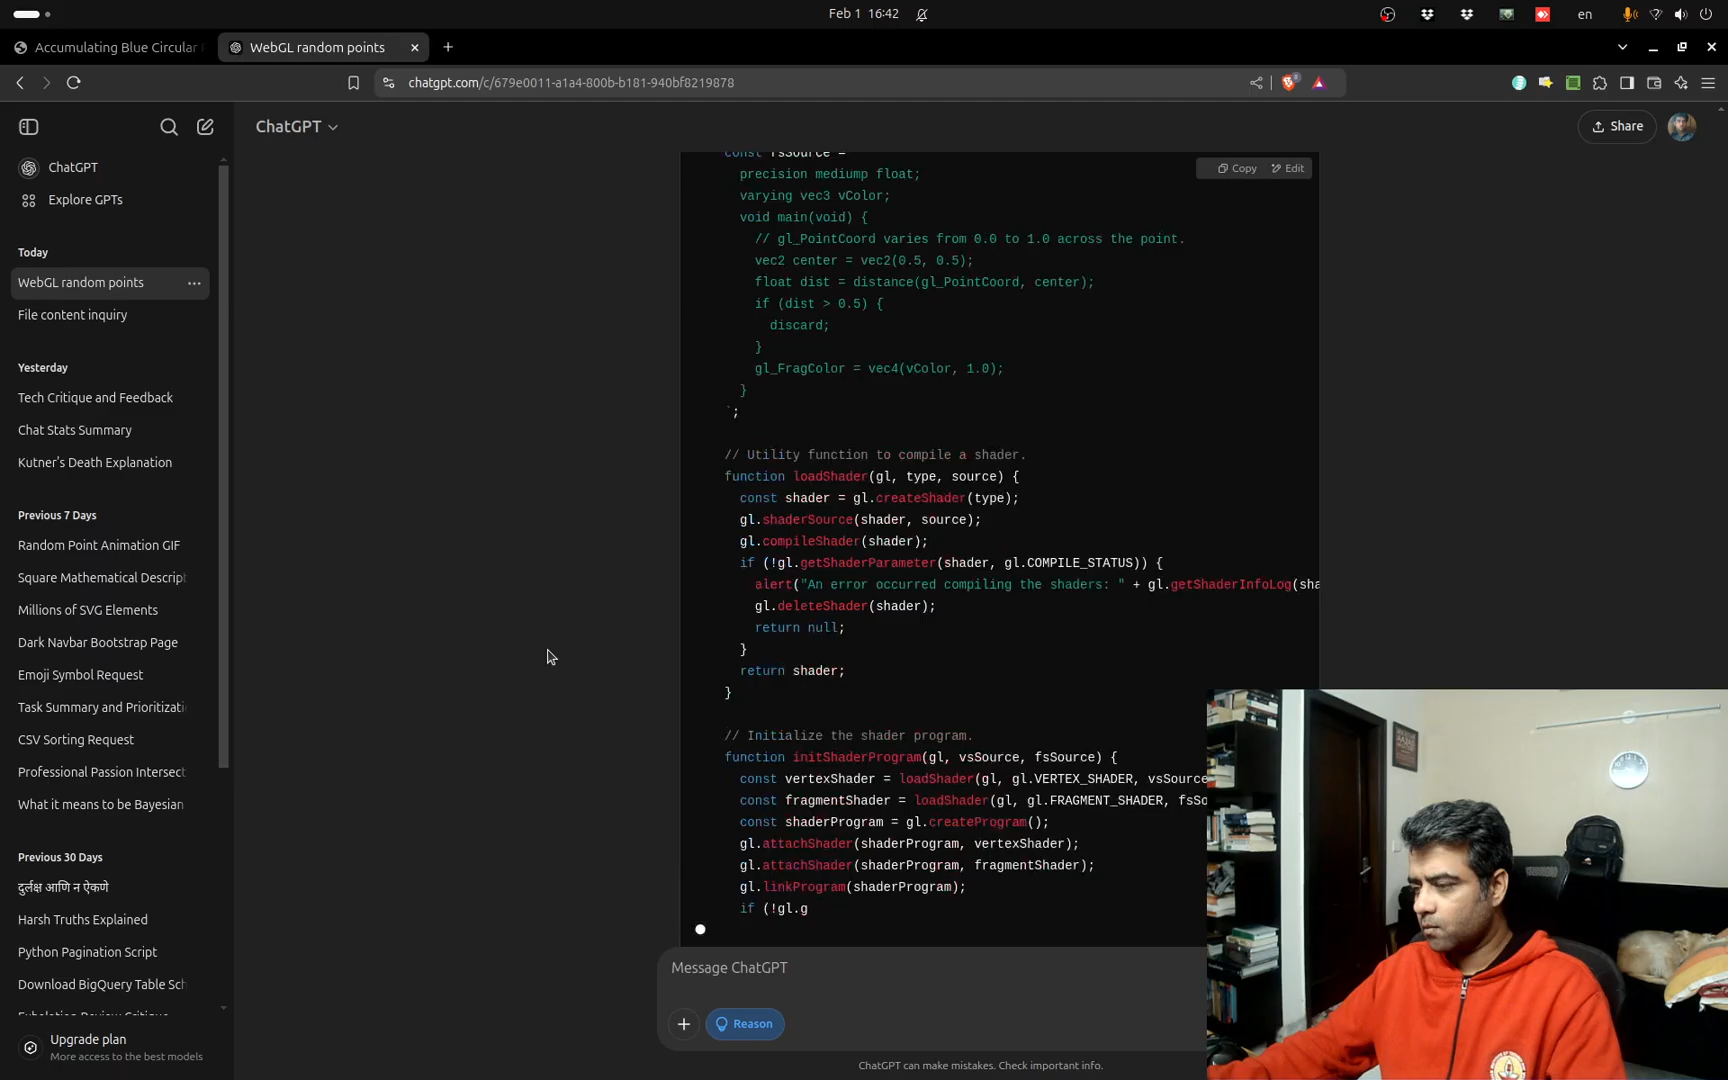 Feb 1 16:42
en
Accumulating Blue Circular
WebGL random points
chatgpt.com/c/679e0011-a1a4-800b-b181-940bf8219878
ChatGPT
Share
ChatGPT
Explore GPTs
Today
WebGL random points
File content inquiry
Yesterday
Tech Critique and Feedback
Chat Stats Summary
Kutner's Death Explanation
Previous 7 Days
Random Point Animation GIF
Square Mathematical Descript
Millions of SVG Elements
Dark Navbar Bootstrap Page
Emoji Symbol Request
Task Summary and Prioritizati
CSV Sorting Request
Professional Passion Intersect
What it means to be Bayesian
Previous 30 Days
दुर्लक्ष आणि न ऐकणे
Harsh Truths Explained
Python Pagination Script
Download BigQuery Table Sch
Upgrade plan
More access to the best models
const fsSource = `
Copy Edit
precision mediump float;
varying vec3 vColor;
void main(void) {
// gl_PointCoord varies from 0.0 to 1.0 across the point.
vec2 center = vec2(0.5, 0.5);
float dist = distance(gl_PointCoord, center);
if (dist > 0.5) {
discard;
}
gl_FragColor = vec4(vColor, 1.0);
}
`;
// Utility function to compile a shader.
function loadShader(gl, type, source) {
const shader = gl.createShader(type);
gl.shaderSource(shader, source);
gl.compileShader(shader);
if (!gl.getShaderParameter(shader, gl.COMPILE_STATUS)) {
alert("An error occurred compiling the shaders: " + gl.getShaderInfoLog(sha
gl.deleteShader(shader);
return null;
}
return shader;
}
// Initialize the shader program.
function initShaderProgram(gl, vsSource, fsSource) {
const vertexShader = loadShader(gl, gl.VERTEX_SHADER, vsSource
const fragmentShader = loadShader(gl, gl.FRAGMENT_SHADER, fsSo
const shaderProgram = gl.createProgram();
gl.attachShader(shaderProgram, vertexShader);
gl.attachShader(shaderProgram, fragmentShader);
gl.linkProgram(shaderProgram);
if (!gl.g
Message ChatGPT
Reason
ChatGPT can make mistakes. Check important info.